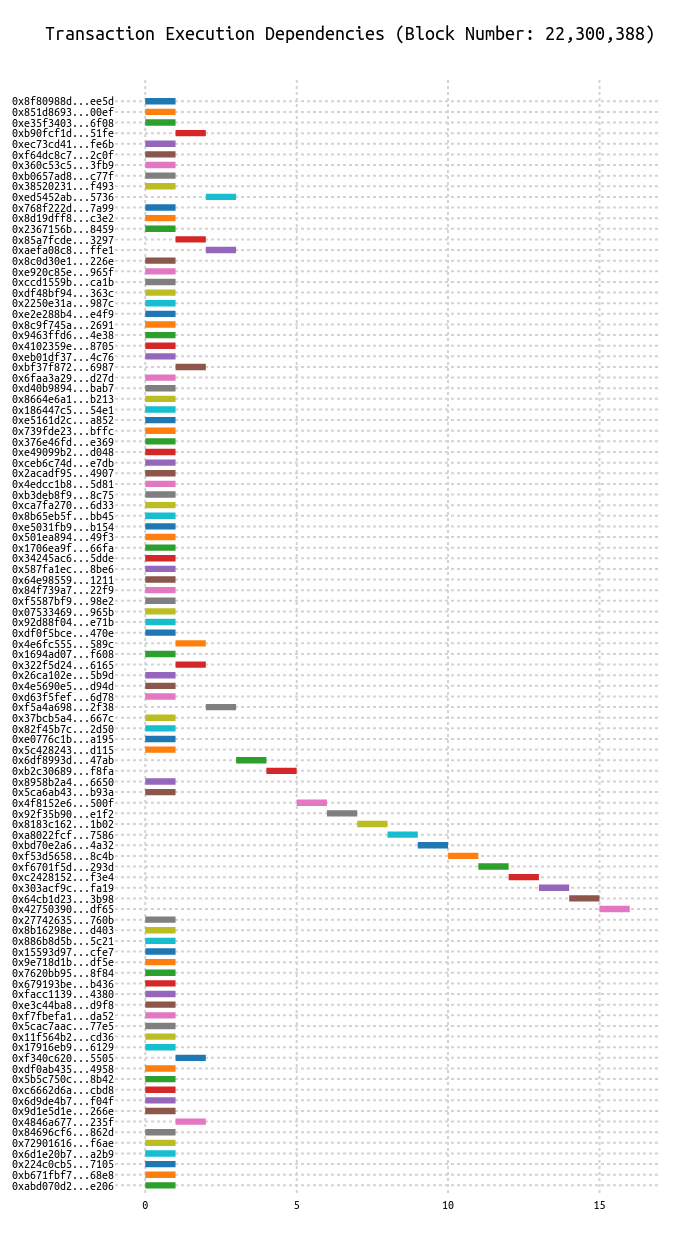 Transaction Execution Dependencies (Block Number: 22,300,388)
0x8f80988d...ee5d
0x851d8693...00ef
0xe35f3403...6f08
0xb90fcf1d...51fe
0xec73cd41...fe6b
0xf64dc8c7...2c0f
0x360c53c5...3fb9
0xb0657ad8...c77f
0x38520231...f493
0xed5452ab...5736
0x768f222d...7a99
0x8d19dff8...c3e2
0x2367156b...8459
0x85a7fcde...3297
0xaefa08c8...ffe1
0x8c0d30e1...226e
0xe920c85e...965f
0xccd1559b...ca1b
0xdf48bf94...363c
0x2250e31a...987c
0xe2e288b4...e4f9
0x8c9f745a...2691
0x9463ffd6...4e38
0x4102359e...8705
0xeb01df37...4c76
0xbf37f872...6987
0x6faa3a29...d27d
0xd40b9894...bab7
0x8664e6a1...b213
0x186447c5...54e1
0xe5161d2c...a852
0x739fde23...bffc
0x376e46fd...e369
0xe49099b2...d048
0xceb6c74d...e7db
0x2acadf95...4907
0x4edcc1b8...5d81
0xb3deb8f9...8c75
0xca7fa270...6d33
0x8b65eb5f...bb45
0xe5031fb9...b154
0x501ea894...49f3
0x1706ea9f...66fa
0x34245ac6...5dde
0x587fa1ec...8be6
0x64e98559...1211
0x84f739a7...22f9
0xf5587bf9...98e2
0x07533469...965b
0x92d88f04...e71b
0xdf0f5bce...470e
0x4e6fc555...589c
0x1694ad07...f608
0x322f5d24...6165
0x26ca102e...5b9d
0x4e5690e5...d94d
0xd63f5fef...6d78
0xf5a4a698...2f38
0x37bcb5a4...667c
0x82f45b7c...2d50
0xe0776c1b...a195
0x5c428243...d115
0x6df8993d...47ab
0xb2c30689...f8fa
0x8958b2a4...6650
0x5ca6ab43...b93a
0x4f8152e6...500f
0x92f35b90...e1f2
0x8183c162...1b02
0xa8022fcf...7586
0xbd70e2a6...4a32
0xf53d5658...8c4b
0xf6701f5d...293d
0xc2428152...f3e4
0x303acf9c...fa19
0x64cb1d23...3b98
0x42750390...df65
0x27742635...760b
0x8b16298e...d403
0x886b8d5b...5c21
0x15593d97...cfe7
0x9e718d1b...df5e
0x7620bb95...8f84
0x679193be...b436
0xfacc1139...4380
0xe3c44ba8...d9f8
0xf7fbefa1...da52
0x5cac7aac...77e5
0x11f564b2...cd36
0x17916eb9...6129
0xf340c620...5505
0xdf0ab435...4958
0x5b5c750c...8b42
0xc6662d6a...cbd8
0x6d9de4b7...f04f
0x9d1e5d1e...266e
0x4846a677...235f
0x84696cf6...862d
0x72901616...f6ae
0x6d1e20b7...a2b9
0x224c0cb5...7105
0xb671fbf7...68e8
0xabd070d2...e206
0 5 10 15